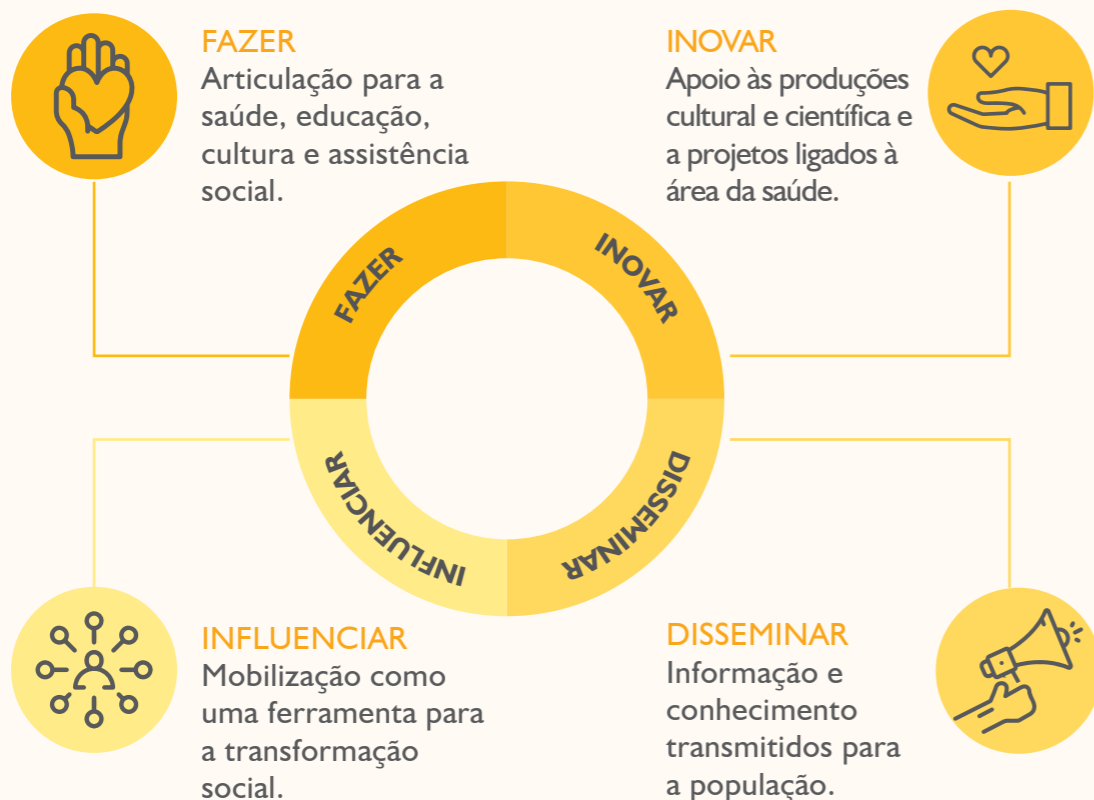 FAZER
Articulação para a
saúde, educação,
cultura e assistência
social.
INOVAR
Apoio às produções
cultural e científica e
a projetos ligados à
área da saúde.
FAZER
INOVAR
INFLUENCIAR
DISSEMINAR
INFLUENCIAR
Mobilização como
uma ferramenta para
a transformação
social.
DISSEMINAR
Informação e
conhecimento
transmitidos para
a população.